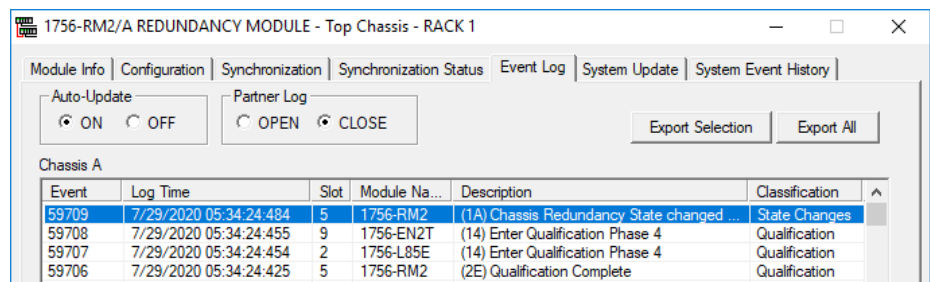 1756-RM2/A REDUNDANCY MODULE - Top Chassis - RACK 1
Module Info Configuration Synchronization Synchronization Status Event Log System Update System Event History
Auto-Update Partner Log
ON OFF OPEN CLOSE
Export Selection Export All
Chassis A
Event Log Time Slot Module Na... Description Classification
59709 7/29/2020 05:34:24:484 5 1756-RM2 (1A) Chassis Redundancy State changed ... State Changes
59708 7/29/2020 05:34:24:455 9 1756-EN2T (14) Enter Qualification Phase 4 Qualification
59707 7/29/2020 05:34:24:454 2 1756-L85E (14) Enter Qualification Phase 4 Qualification
59706 7/29/2020 05:34:24:425 5 1756-RM2 (2E) Qualification Complete Qualification